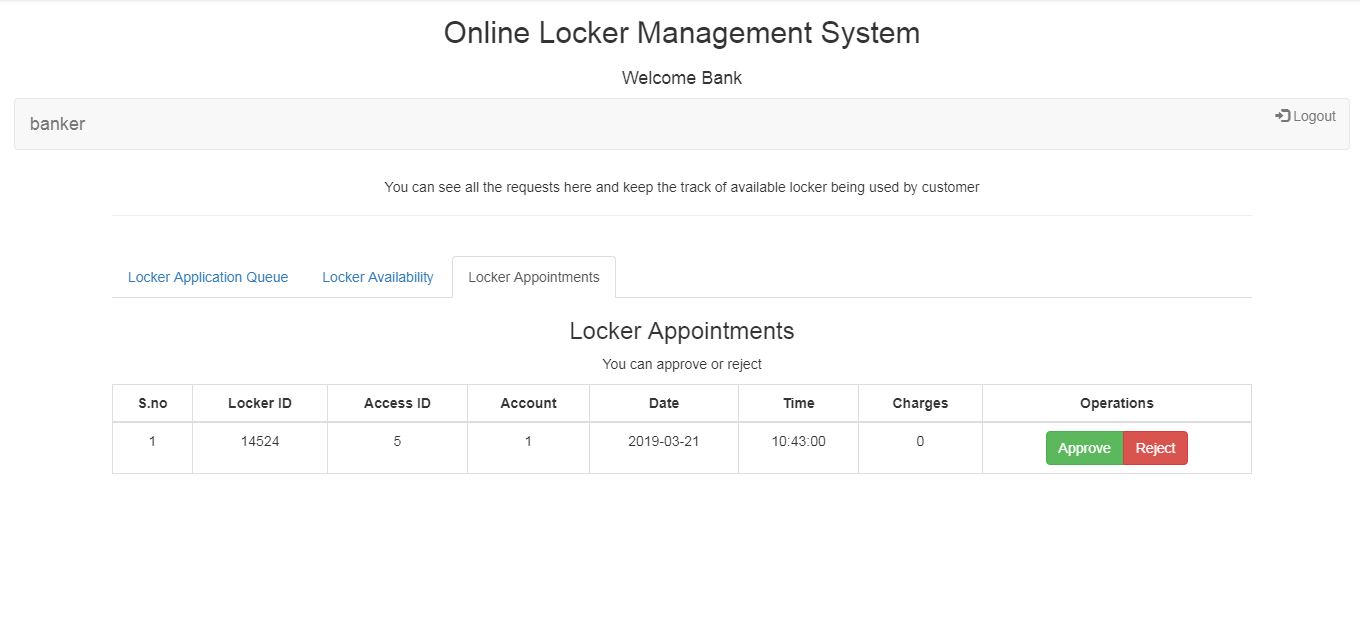 Online Locker Management System
Welcome Bank
banker
Logout
You can see all the requests here and keep the track of available locker being used by customer
Locker Application Queue Locker Availability Locker Appointments
Locker Appointments
You can approve or reject
S.no Locker ID Access ID Account Date Time Charges Operations
1 14524 5 1 2019-03-21 10:43:00 0 Approve Reject